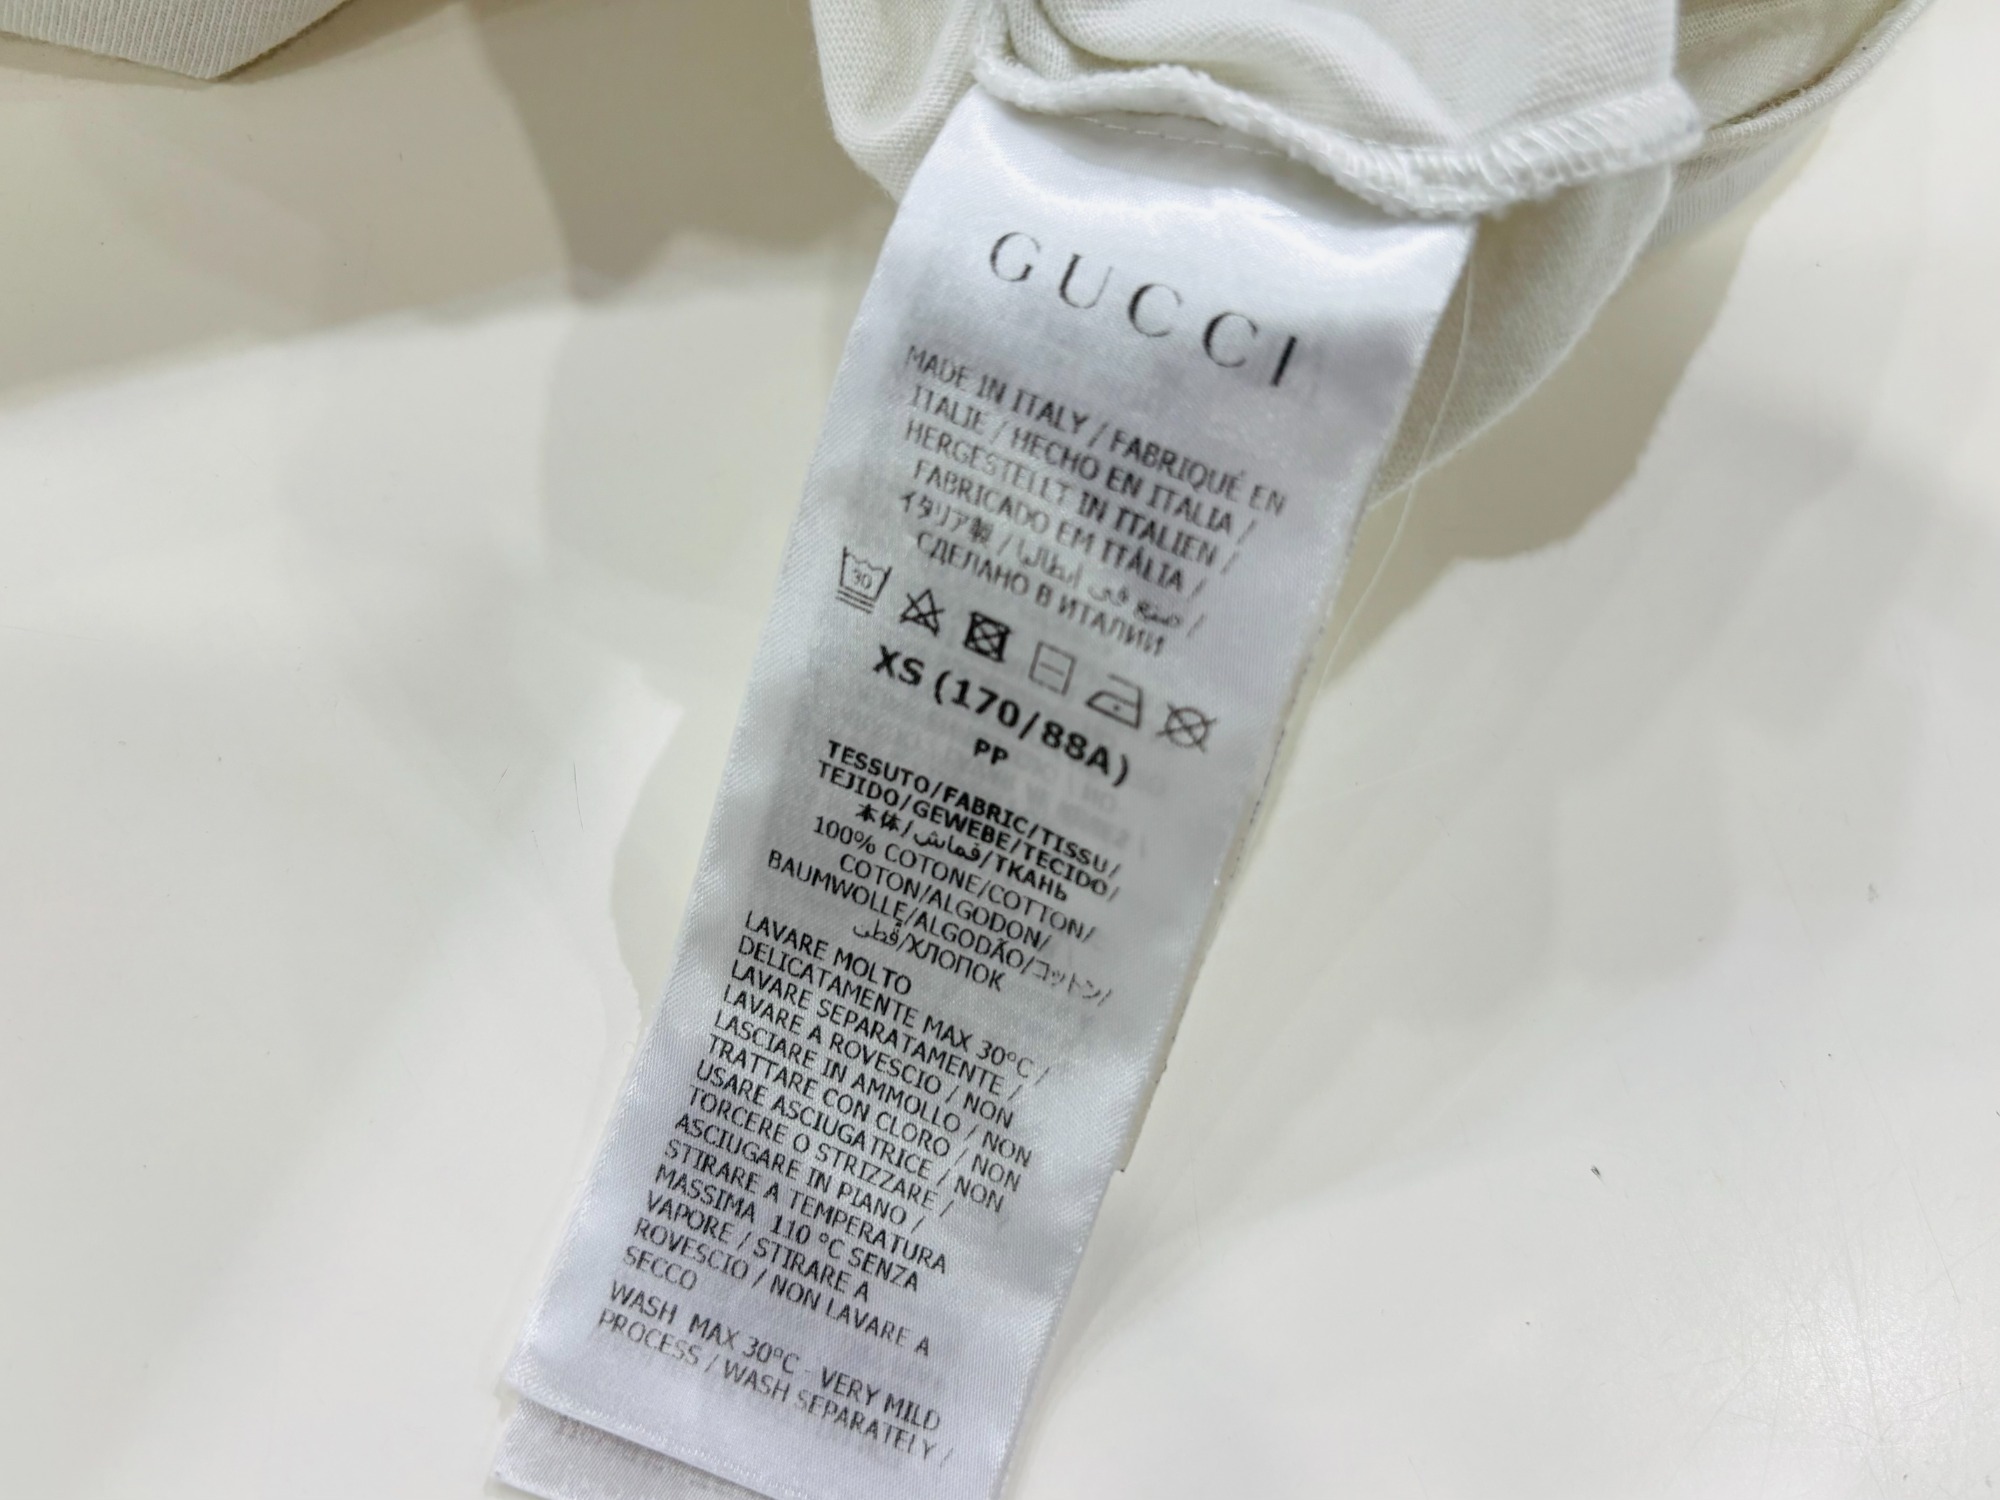 GUCCI
MADE IN ITALY / FABRIQUÉ EN
ITALIE / HECHO EN ITALIA /
HERGESTELLT IN ITALIEN /
FABRICADO EM ITÁLIA /
イタリア製 / صنع في ايطاليا /
СДЕЛАНО В ИТАЛИИ
30
XS (170/88A)
PP
TESSUTO/FABRIC/TISSU/
TEJIDO/GEWEBE/TECIDO/
本体/قماش/ТКАНЬ
100% COTONE/COTTON/
COTON/ALGODON/
BAUMWOLLE/ALGODÃO/コットン/
قطن/ХЛОПОК
LAVARE MOLTO
DELICATAMENTE MAX 30°C /
LAVARE SEPARATAMENTE /
LAVARE A ROVESCIO / NON
LASCIARE IN AMMOLLO / NON
TRATTARE CON CLORO / NON
USARE ASCIUGATRICE / NON
TORCERE O STRIZZARE /
ASCIUGARE IN PIANO /
STIRARE A TEMPERATURA
MASSIMA 110 °C SENZA
VAPORE / STIRARE A
ROVESCIO / NON LAVARE A
SECCO
WASH MAX 30°C - VERY MILD
PROCESS / WASH SEPARATELY /